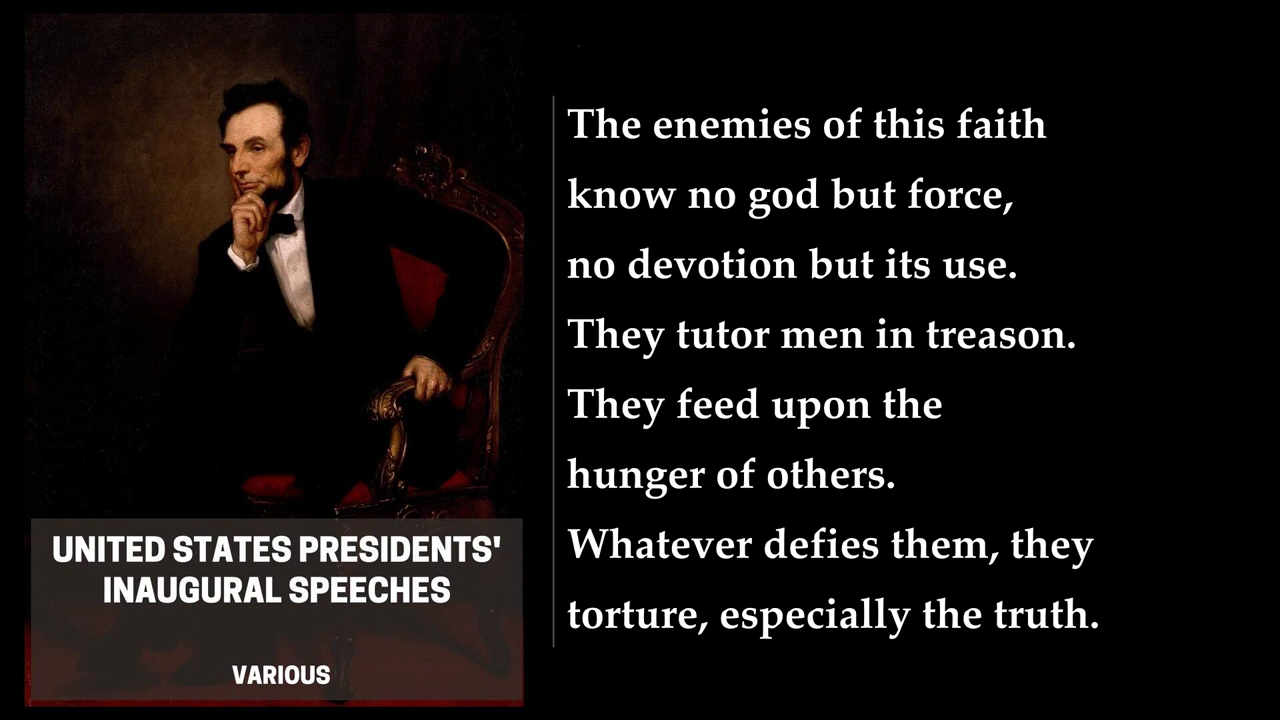 UNITED STATES PRESIDENTS'
INAUGURAL SPEECHES
VARIOUS
The enemies of this faith
know no god but force,
no devotion but its use.
They tutor men in treason.
They feed upon the
hunger of others.
Whatever defies them, they
torture, especially the truth.